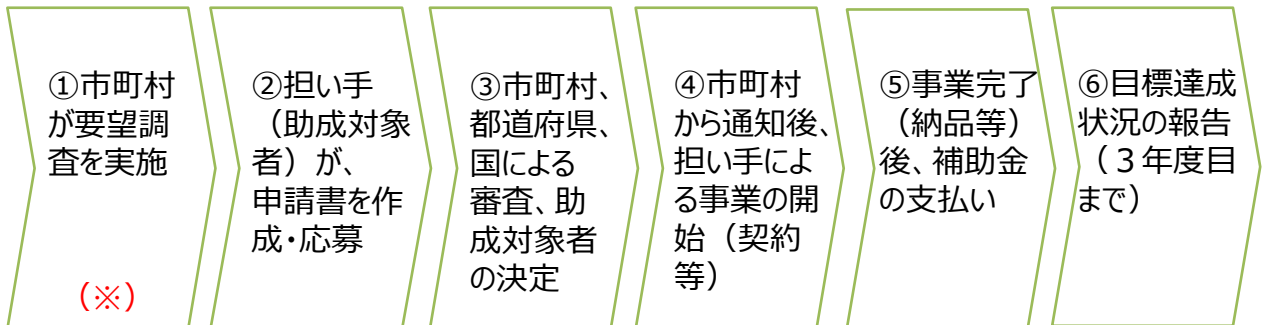 ①市町村
が要望調
査を実施
（※）
②担い手
（助成対象
者）が、
申請書を作
成・応募
③市町村、
都道府県、
国による
審査、助
成対象者
の決定
④市町村
から通知後、
担い手によ
る事業の開
始（契約
等）
⑤事業完了
（納品等）
後、補助金
の支払い
⑥目標達成
状況の報告
（３年度目
まで）